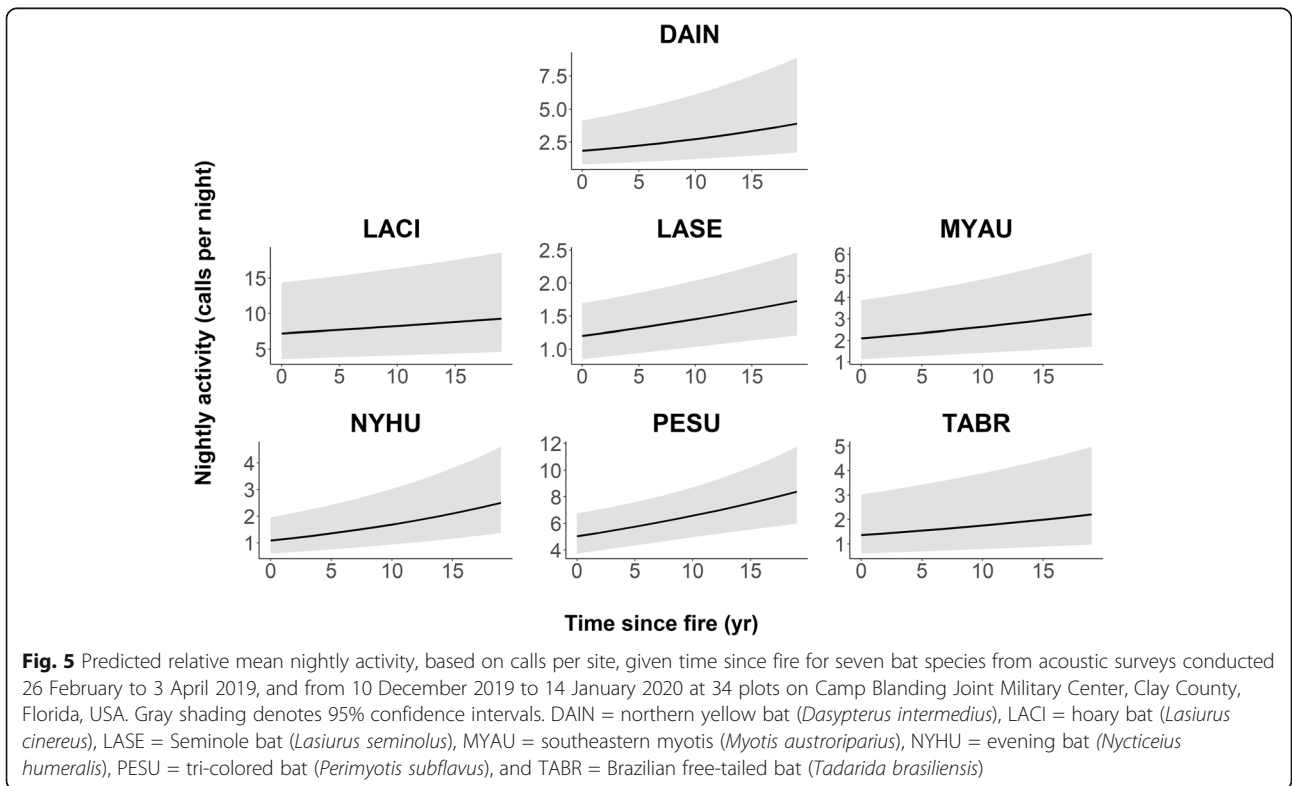 DAIN
7.5
5.0
2.5
0 5 10 15
Nightly activity (calls per night)
LACI
15
10
5
0 5 10 15
LASE
2.5
2.0
1.5
1.0
0 5 10 15
MYAU
6
5
4
3
2
1
0 5 10 15
NYHU
4
3
2
1
0 5 10 15
PESU
12
10
8
6
4
0 5 10 15
TABR
5
4
3
2
1
0 5 10 15
Time since fire (yr)
Fig. 5 Predicted relative mean nightly activity, based on calls per site, given time since fire for seven bat species from acoustic surveys conducted
26 February to 3 April 2019, and from 10 December 2019 to 14 January 2020 at 34 plots on Camp Blanding Joint Military Center, Clay County,
Florida, USA. Gray shading denotes 95% confidence intervals. DAIN = northern yellow bat (Dasypterus intermedius), LACI = hoary bat (Lasiurus
cinereus), LASE = Seminole bat (Lasiurus seminolus), MYAU = southeastern myotis (Myotis austroriparius), NYHU = evening bat (Nycticeius
humeralis), PESU = tri-colored bat (Perimyotis subflavus), and TABR = Brazilian free-tailed bat (Tadarida brasiliensis)